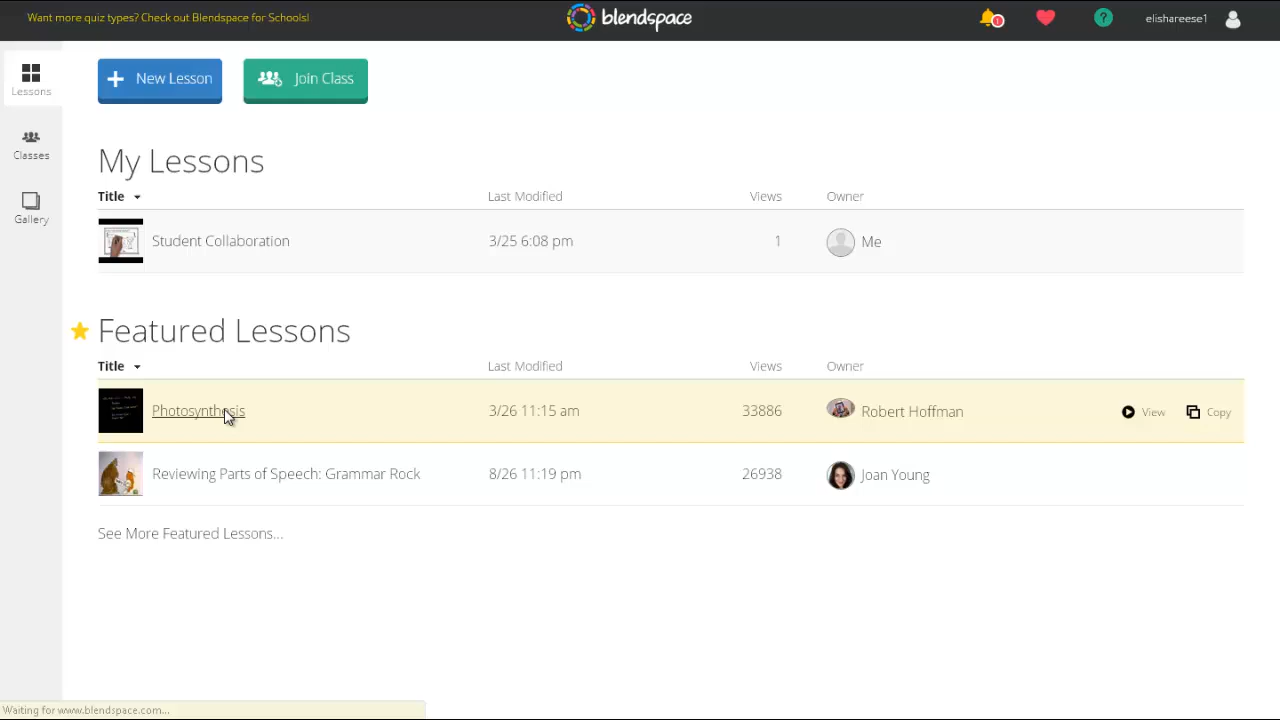 Want more quiz types? Check out Blendspace for Schools!
blendspace
1
elishareese1
Lessons
Classes
Gallery
New Lesson
Join Class
My Lessons
Title Last Modified Views Owner
Student Collaboration 3/25 6:08 pm 1 Me
Featured Lessons
Title Last Modified Views Owner
Photosynthesis 3/26 11:15 am 33886 Robert Hoffman View Copy
Reviewing Parts of Speech: Grammar Rock 8/26 11:19 pm 26938 Joan Young
See More Featured Lessons...
Waiting for www.blendspace.com...